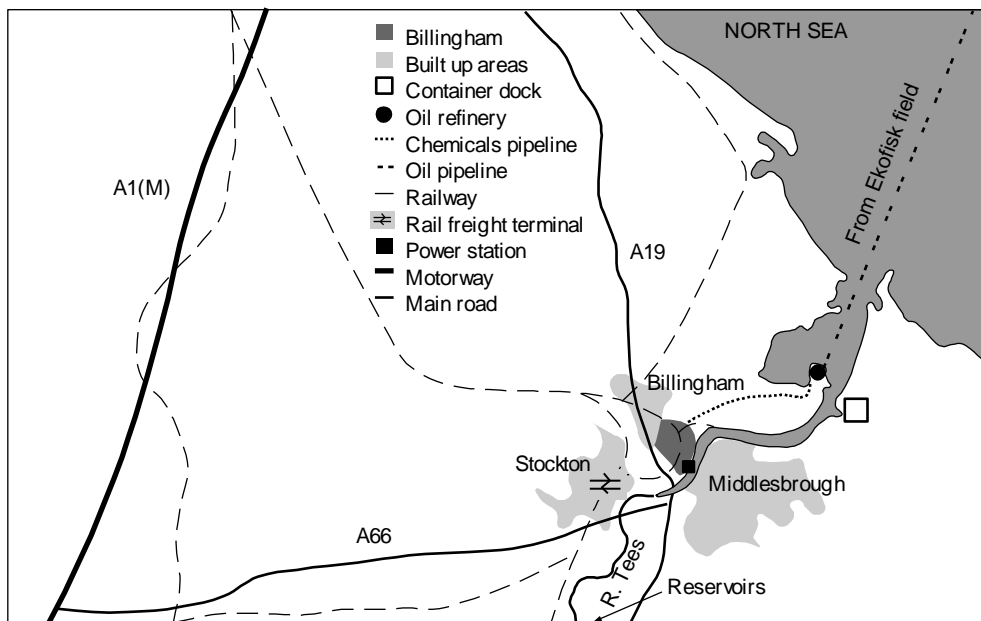 NORTH SEA
Billingham
Built up areas
Container dock
Oil refinery
Chemicals pipeline
Oil pipeline
Railway
Rail freight terminal
Power station
Motorway
Main road
From Ekofisk field
A1(M)
A19
Billingham
Stockton
Middlesbrough
A66
R. Tees
Reservoirs